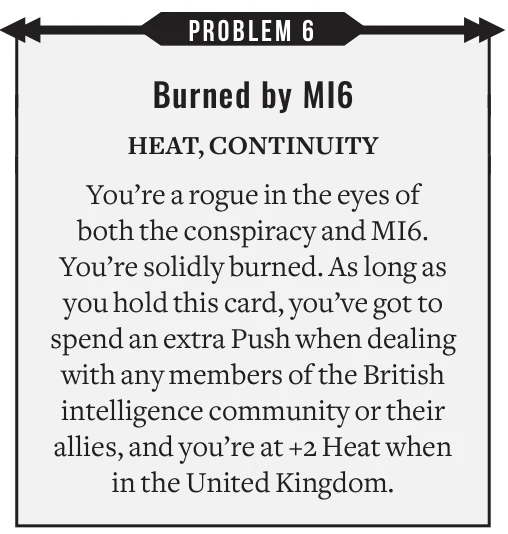 PROBLEM 6
Burned by MI6
HEAT, CONTINUITY
You’re a rogue in the eyes of
both the conspiracy and MI6.
You’re solidly burned. As long as
you hold this card, you’ve got to
spend an extra Push when dealing
with any members of the British
intelligence community or their
allies, and you’re at +2 Heat when
in the United Kingdom.